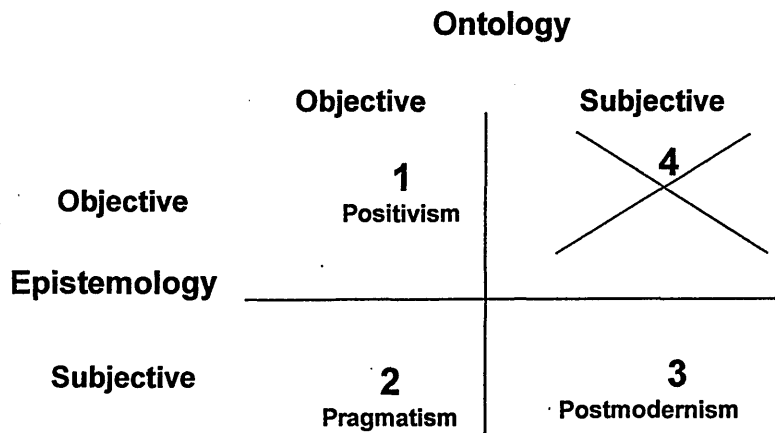 Ontology
Objective Subjective
1 4
Objective Positivism
Epistemology
Subjective 2 3
Pragmatism Postmodernism